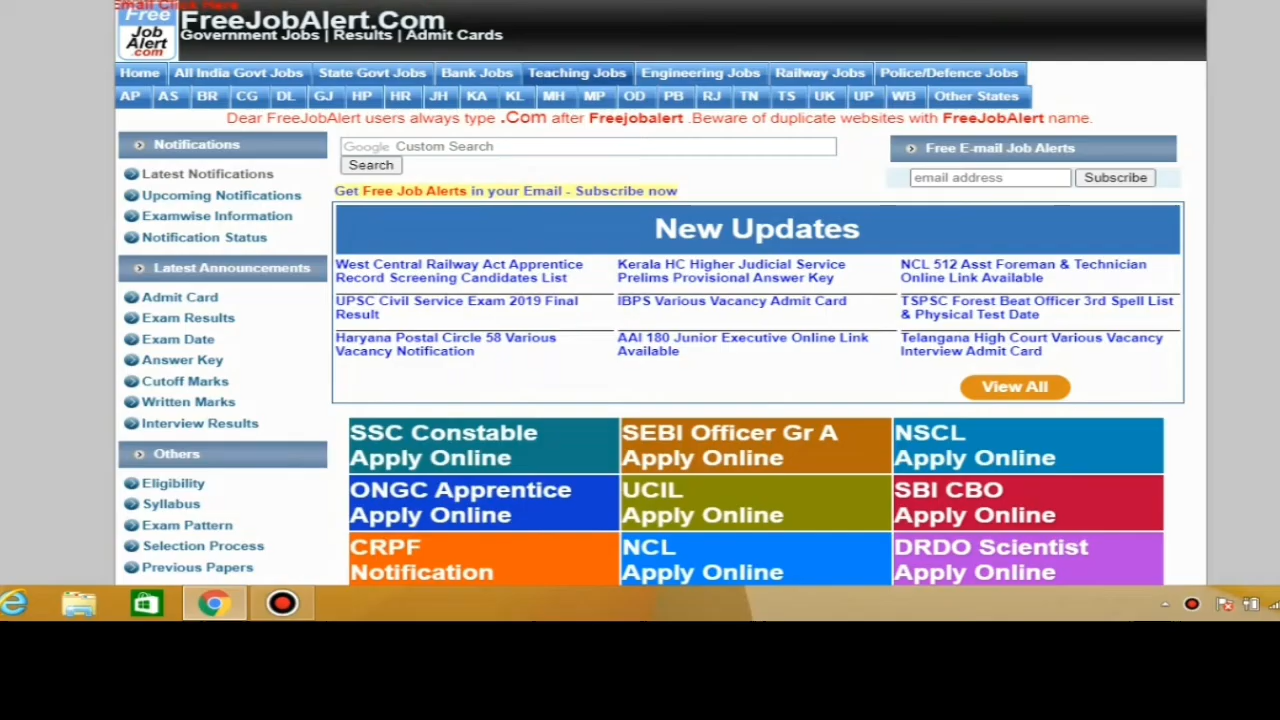 Email Click Here
Free
Job
Alert
.com
FreeJobAlert.Com
Government Jobs | Results | Admit Cards
Home All India Govt Jobs State Govt Jobs Bank Jobs Teaching Jobs Engineering Jobs Railway Jobs Police/Defence Jobs
AP AS BR CG DL GJ HP HR JH KA KL MH MP OD PB RJ TN TS UK UP WB Other States
Dear FreeJobAlert users always type .Com after Freejobalert .Beware of duplicate websites with FreeJobAlert name.
Notifications
Latest Notifications
Upcoming Notifications
Examwise Information
Notification Status
Latest Announcements
Admit Card
Exam Results
Exam Date
Answer Key
Cutoff Marks
Written Marks
Interview Results
Others
Eligibility
Syllabus
Exam Pattern
Selection Process
Previous Papers
Google Custom Search
Search
Get Free Job Alerts in your Email - Subscribe now
Free E-mail Job Alerts
email address Subscribe
New Updates
West Central Railway Act Apprentice
Record Screening Candidates List
Kerala HC Higher Judicial Service
Prelims Provisional Answer Key
NCL 512 Asst Foreman & Technician
Online Link Available
UPSC Civil Service Exam 2019 Final
Result
IBPS Various Vacancy Admit Card
TSPSC Forest Beat Officer 3rd Spell List
& Physical Test Date
Haryana Postal Circle 58 Various
Vacancy Notification
AAI 180 Junior Executive Online Link
Available
Telangana High Court Various Vacancy
Interview Admit Card
View All
SSC Constable
Apply Online
SEBI Officer Gr A
Apply Online
NSCL
Apply Online
ONGC Apprentice
Apply Online
UCIL
Apply Online
SBI CBO
Apply Online
CRPF
Notification
NCL
Apply Online
DRDO Scientist
Apply Online